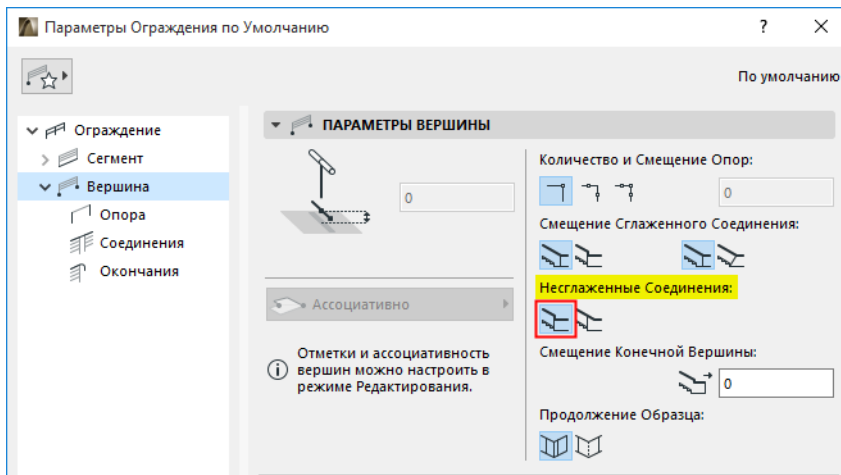 Параметры Ограждения по Умолчанию
?
По умолчанию
Ограждение
Сегмент
Вершина
Опора
Соединения
Окончания
ПАРАМЕТРЫ ВЕРШИНЫ
0
Ассоциативно
Отметки и ассоциативность
вершин можно настроить в
режиме Редактирования.
Количество и Смещение Опор:
0
Смещение Сглаженного Соединения:
Несглаженные Соединения:
Смещение Конечной Вершины:
0
Продолжение Образца: